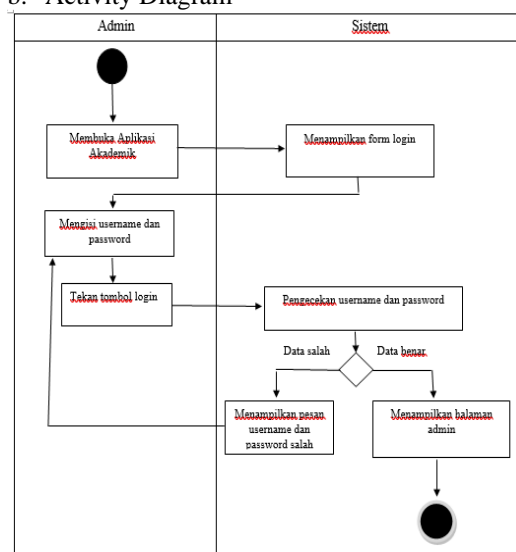 b. Activity Diagram
Admin
Sistem
Membuka Aplikasi
Akademik
Menampilkan form login
Mengisi username dan
password
Tekan tombol login
Pengecekan username dan password
Data salah
Data benar
Menampilkan pesan
username dan
password salah
Menampilkan halaman
admin